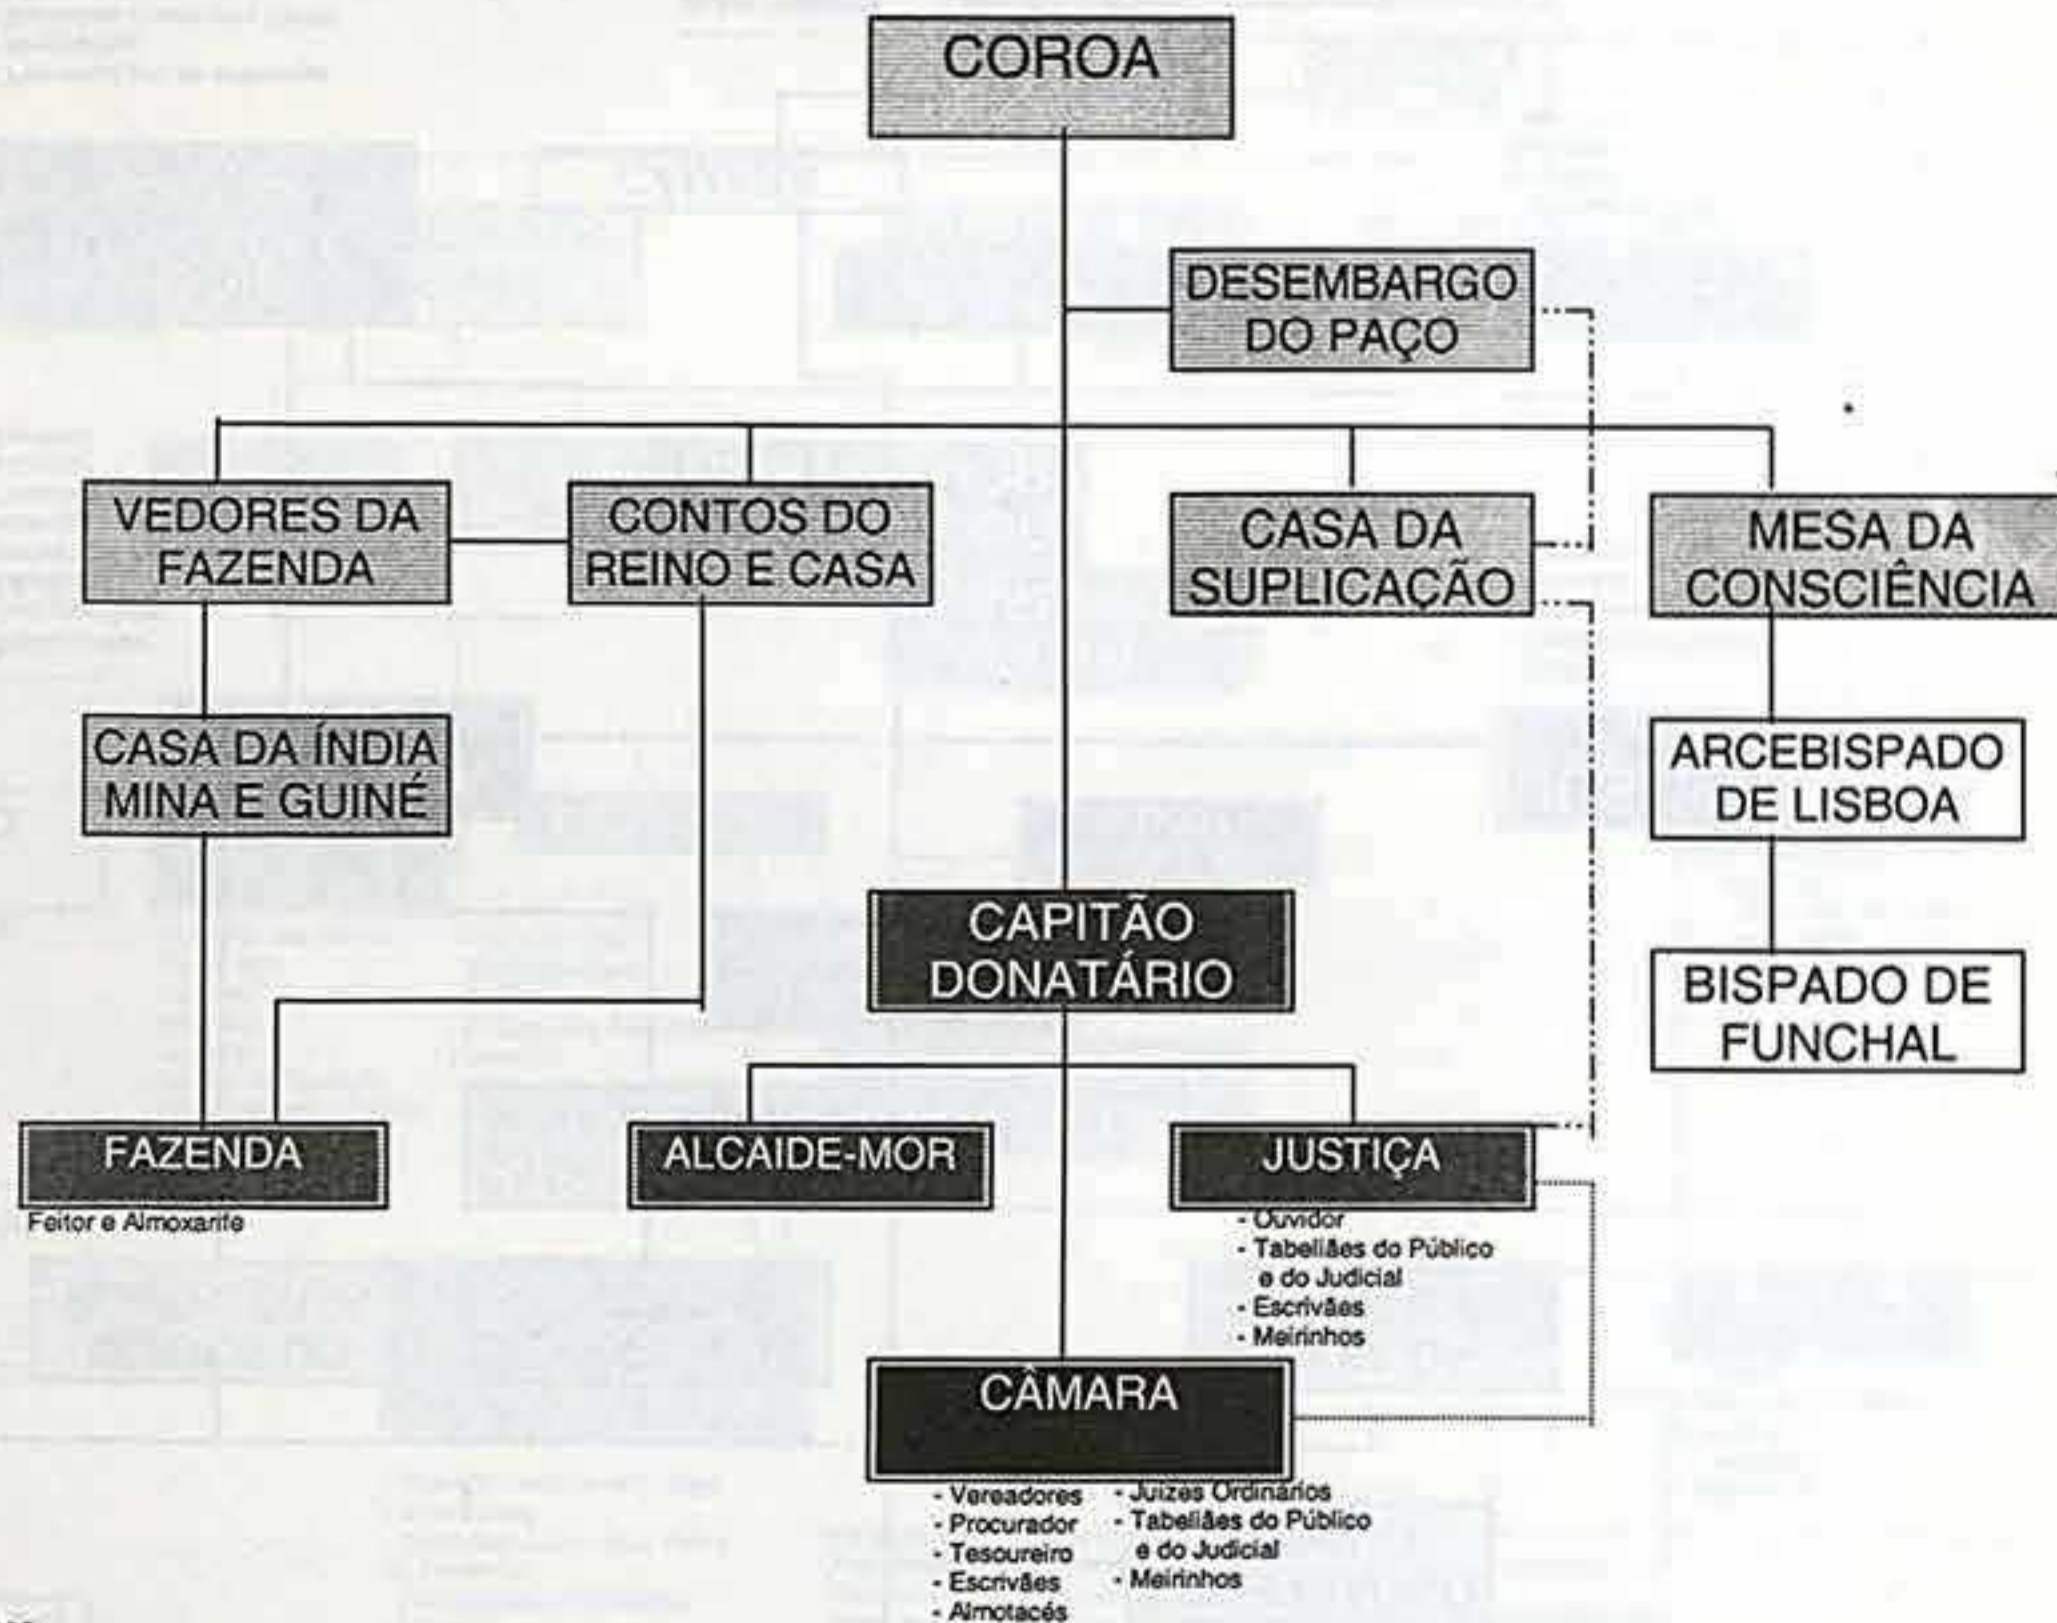 COROA
DESEMBARGO
DO PAÇO
VEDORES DA
FAZENDA
CONTOS DO
REINO E CASA
CASA DA
SUPLICAÇÃO
MESA DA
CONSCIÊNCIA
CASA DA ÍNDIA
MINA E GUINÉ
ARCEBISPADO
DE LISBOA
CAPITÃO
DONATÁRIO
BISPADO DE
FUNCHAL
FAZENDA
Feitor e Almoxarife
ALCAIDE-MOR
JUSTIÇA
- Ouvidor
- Tabeliães do Público
e do Judicial
- Escrivães
- Meirinhos
CÂMARA
- Vereadores
- Procurador
- Tesoureiro
- Escrivães
- Almotacés
- Juízes Ordinários
- Tabeliães do Público
e do Judicial
- Meirinhos